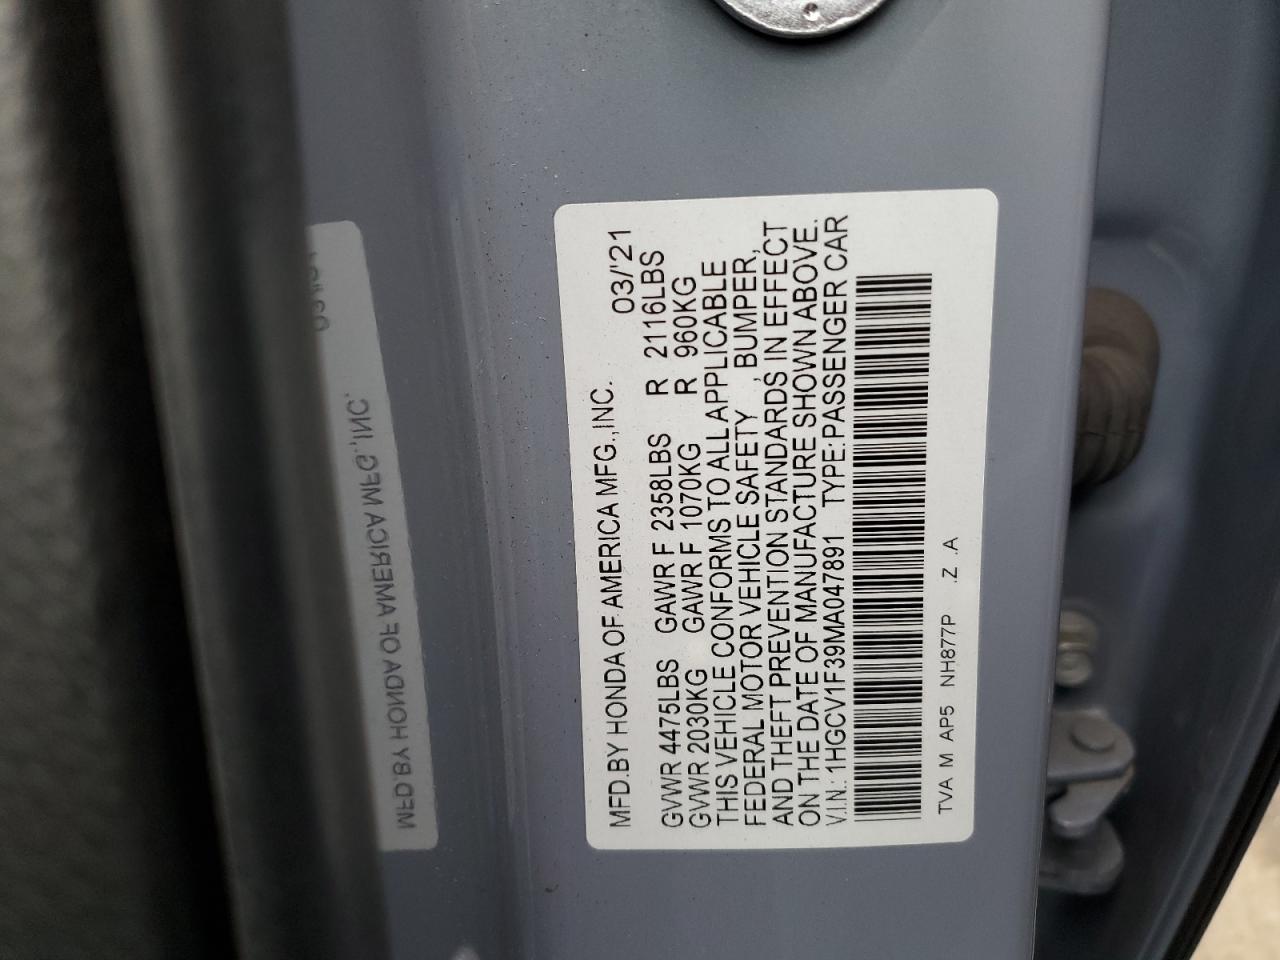 MFD.BY HONDA OF AMERICA MFG.,INC. 03/'21
GVWR 4475LBS GAWR F 2358LBS R 2116LBS
GVWR 2030KG GAWR F 1070KG R 960KG
THIS VEHICLE CONFORMS TO ALL APPLICABLE
FEDERAL MOTOR VEHICLE SAFETY , BUMPER,
AND THEFT PREVENTION STANDARDS IN EFFECT
ON THE DATE OF MANUFACTURE SHOWN ABOVE.
V.I.N.: 1HGCV1F39MA047891 TYPE:PASSENGER CAR
TVA M AP5 NH877P .Z .A
MFD.BY HONDA OF AMERICA MFG.,INC.